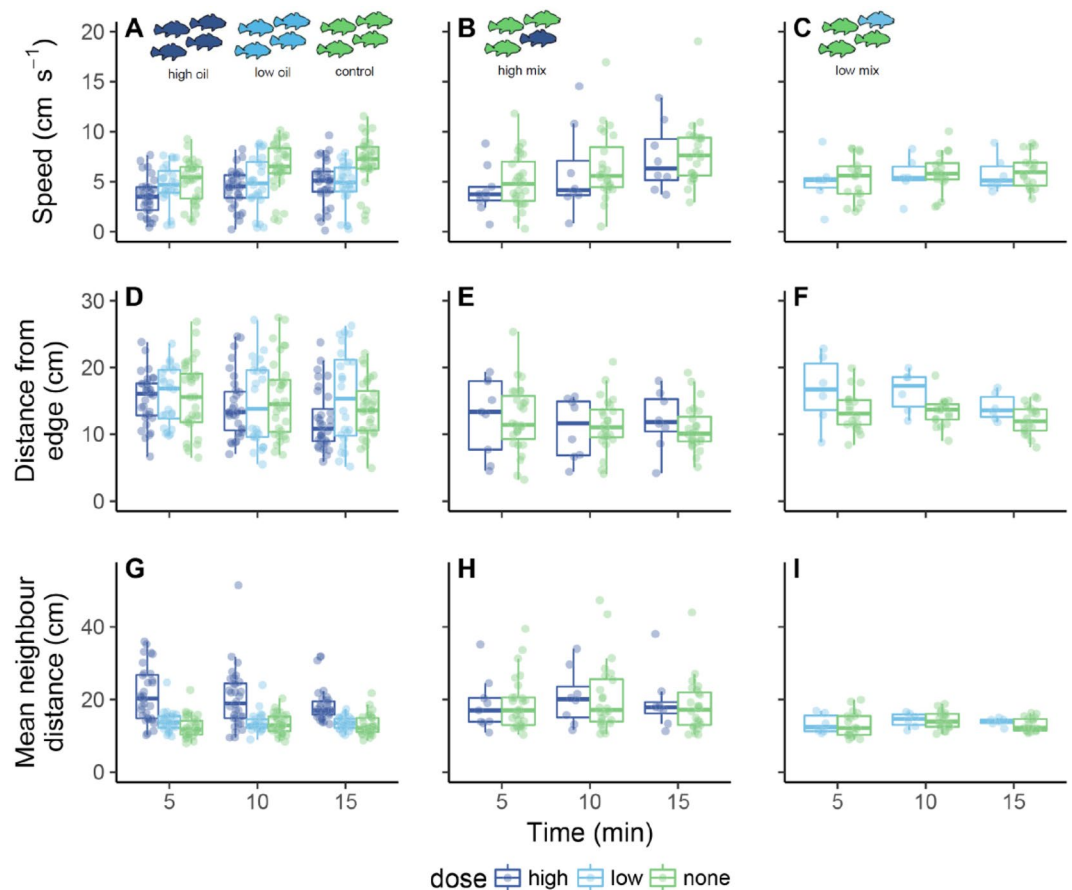 A
B
C
high oil low oil control
high mix
low mix
Speed (cm s⁻¹)
20
15
10
5
0
D
E
F
Distance from
edge (cm)
30
20
10
0
G
H
I
Mean neighbour
distance (cm)
40
20
0
5 10 15 5 10 15 5 10 15
Time (min)
dose high low none